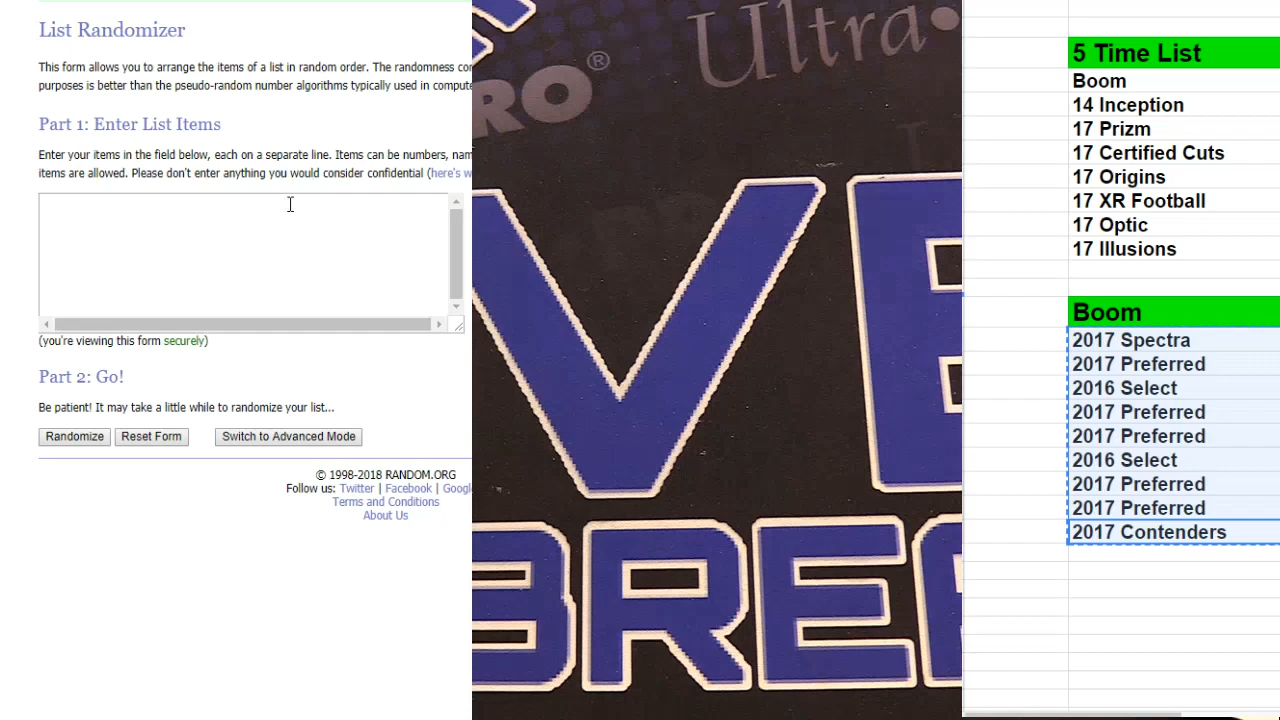 List Randomizer
This form allows you to arrange the items of a list in random order. The randomness
purposes is better than the pseudo-random number algorithms typically used in
Part 1: Enter List Items
Enter your items in the field below, each on a separate line. Items can be numbers,
items are allowed. Please don't enter anything you would consider confidential (here's
(you're viewing this form securely)
Part 2: Go!
Be patient! It may take a little while to randomize your list...
Randomize Reset Form Switch to Advanced Mode
© 1998-2018 RANDOM.ORG
Follow us: Twitter | Facebook |
Terms and Conditions
About Us
Ultra
RO®
VE
BRE
5 Time List
Boom
14 Inception
17 Prizm
17 Certified Cuts
17 Origins
17 XR Football
17 Optic
17 Illusions
Boom
2017 Spectra
2017 Preferred
2016 Select
2017 Preferred
2017 Preferred
2016 Select
2017 Preferred
2017 Preferred
2017 Contenders